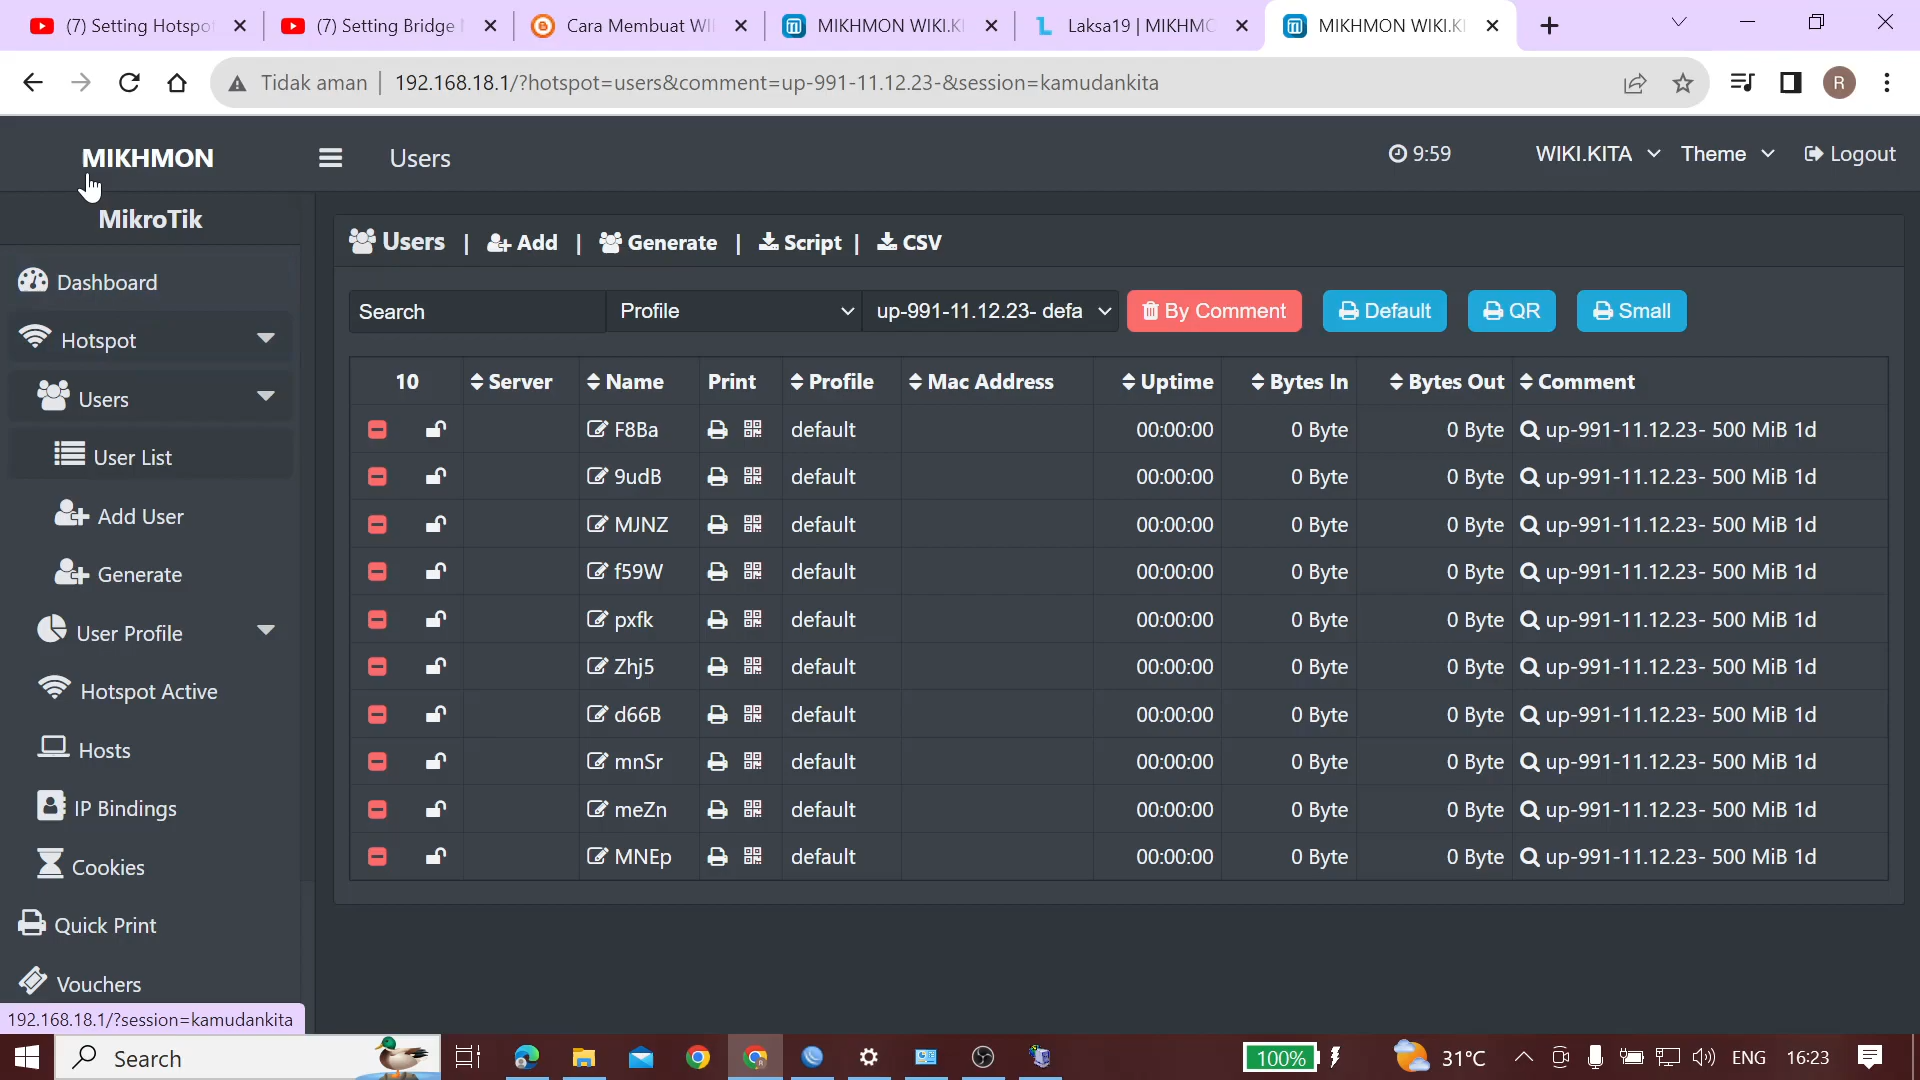 (7) Setting Hotspo
(7) Setting Bridge
Cara Membuat WI
MIKHMON WIKI.KI
Laksa19 | MIKHMO
MIKHMON WIKI.KI
Tidak aman
192.168.18.1/?hotspot=users&comment=up-991-11.12.23-&session=kamudankita
R
MIKHMON
Users
9:59
WIKI.KITA
Theme
Logout
MikroTik
Dashboard
Hotspot
Users
User List
Add User
Generate
User Profile
Hotspot Active
Hosts
IP Bindings
Cookies
Quick Print
Vouchers
192.168.18.1/?session=kamudankita
Users | Add | Generate | Script | CSV
Search Profile up-991-11.12.23- defa By Comment Default QR Small
10 Server Name Print Profile Mac Address Uptime Bytes In Bytes Out Comment
F8Ba default 00:00:00 0 Byte 0 Byte up-991-11.12.23- 500 MiB 1d
9udB default 00:00:00 0 Byte 0 Byte up-991-11.12.23- 500 MiB 1d
MJNZ default 00:00:00 0 Byte 0 Byte up-991-11.12.23- 500 MiB 1d
f59W default 00:00:00 0 Byte 0 Byte up-991-11.12.23- 500 MiB 1d
pxfk default 00:00:00 0 Byte 0 Byte up-991-11.12.23- 500 MiB 1d
Zhj5 default 00:00:00 0 Byte 0 Byte up-991-11.12.23- 500 MiB 1d
d66B default 00:00:00 0 Byte 0 Byte up-991-11.12.23- 500 MiB 1d
mnSr default 00:00:00 0 Byte 0 Byte up-991-11.12.23- 500 MiB 1d
meZn default 00:00:00 0 Byte 0 Byte up-991-11.12.23- 500 MiB 1d
MNEp default 00:00:00 0 Byte 0 Byte up-991-11.12.23- 500 MiB 1d
Search
100%
31°C
ENG
16:23